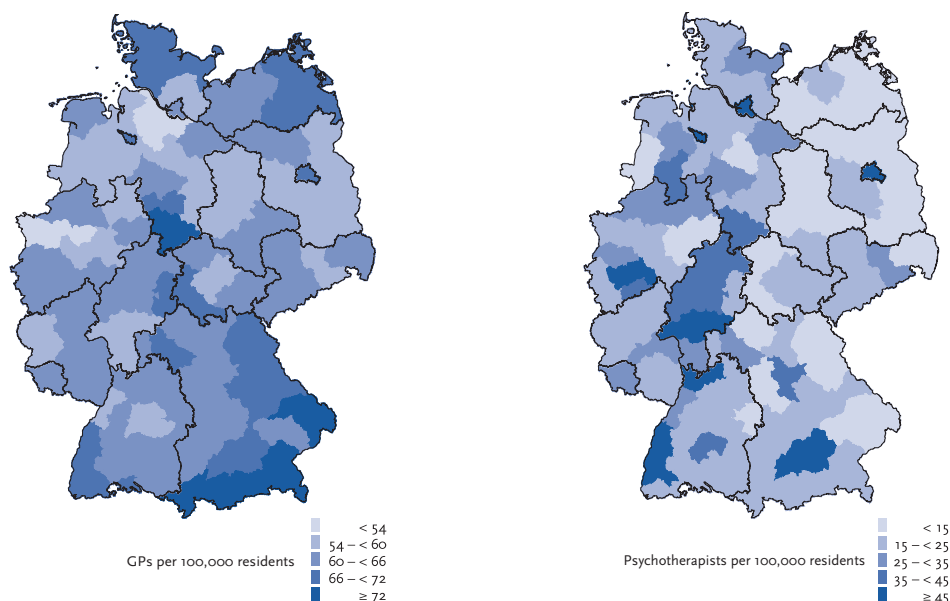 GPs per 100,000 residents
< 54
54 – < 60
60 – < 66
66 – < 72
≥ 72
Psychotherapists per 100,000 residents
< 15
15 – < 25
25 – < 35
35 – < 45
≥ 45